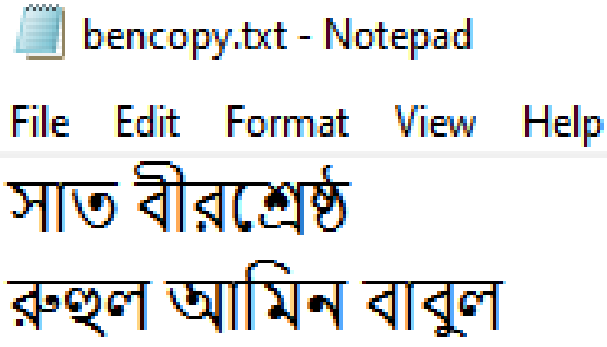 bencopy.txt - Notepad
File Edit Format View Help
সাত বীরশ্রেষ্ঠ
রুহুল আমিন বাবুল